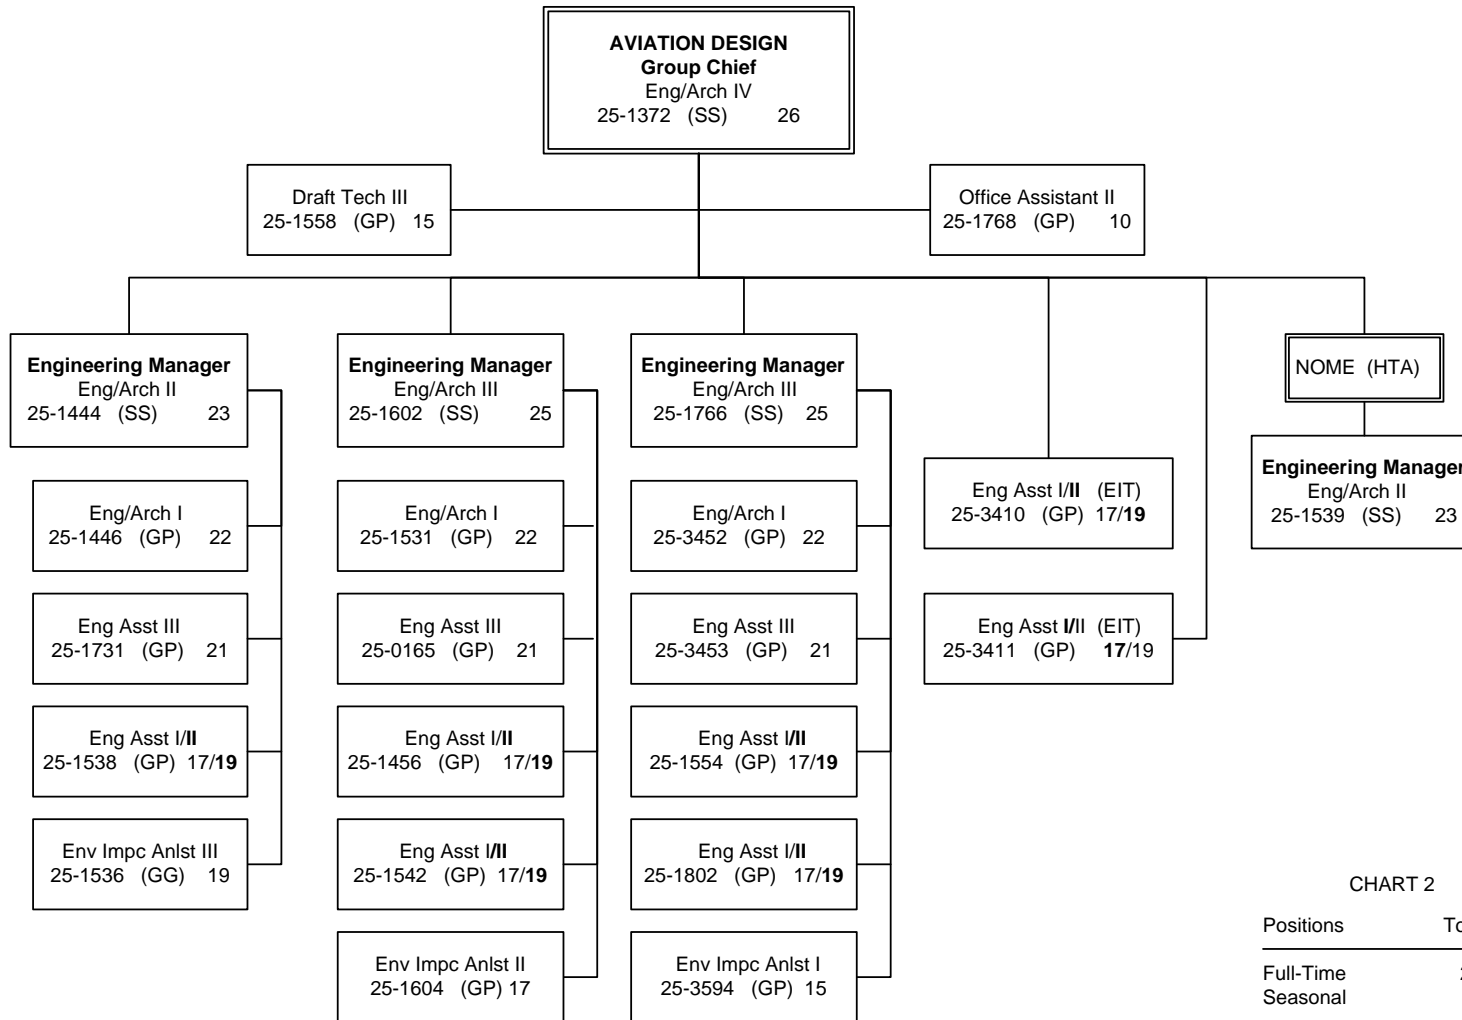 AVIATION DESIGN
Group Chief
Eng/Arch IV
25-1372 (SS) 26
Draft Tech III
25-1558 (GP) 15
Office Assistant II
25-1768 (GP) 10
Engineering Manager
Eng/Arch II
25-1444 (SS) 23
Eng/Arch I
25-1446 (GP) 22
Eng Asst III
25-1731 (GP) 21
Eng Asst I/II
25-1538 (GP) 17/19
Env Impc Anlst III
25-1536 (GG) 19
Engineering Manager
Eng/Arch III
25-1602 (SS) 25
Eng/Arch I
25-1531 (GP) 22
Eng Asst III
25-0165 (GP) 21
Eng Asst I/II
25-1456 (GP) 17/19
Eng Asst I/II
25-1542 (GP) 17/19
Env Impc Anlst II
25-1604 (GP) 17
Engineering Manager
Eng/Arch III
25-1766 (SS) 25
Eng/Arch I
25-3452 (GP) 22
Eng Asst III
25-3453 (GP) 21
Eng Asst I/II
25-1554 (GP) 17/19
Eng Asst I/II
25-1802 (GP) 17/19
Env Impc Anlst I
25-3594 (GP) 15
Eng Asst I/II (EIT)
25-3410 (GP) 17/19
Eng Asst I/II (EIT)
25-3411 (GP) 17/19
NOME (HTA)
Engineering Manager
Eng/Arch II
25-1539 (SS) 23
CHART 2
Positions
Full-Time
Seasonal